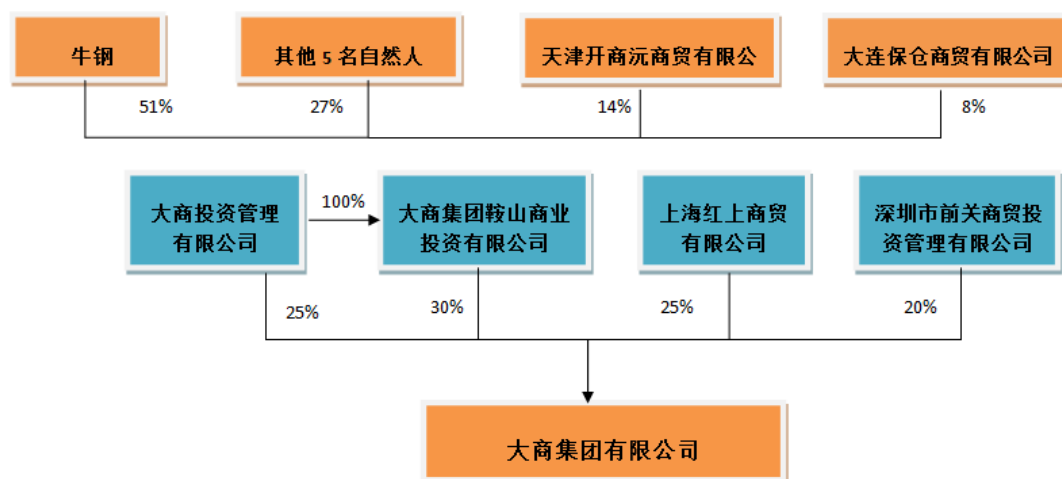 牛钢
其他 5 名自然人
天津开商沅商贸有限公
大连保仓商贸有限公司
51%
27%
14%
8%
大商投资管理
有限公司
100%
大商集团鞍山商业
投资有限公司
上海红上商贸
有限公司
深圳市前关商贸投
资管理有限公司
25%
30%
25%
20%
大商集团有限公司